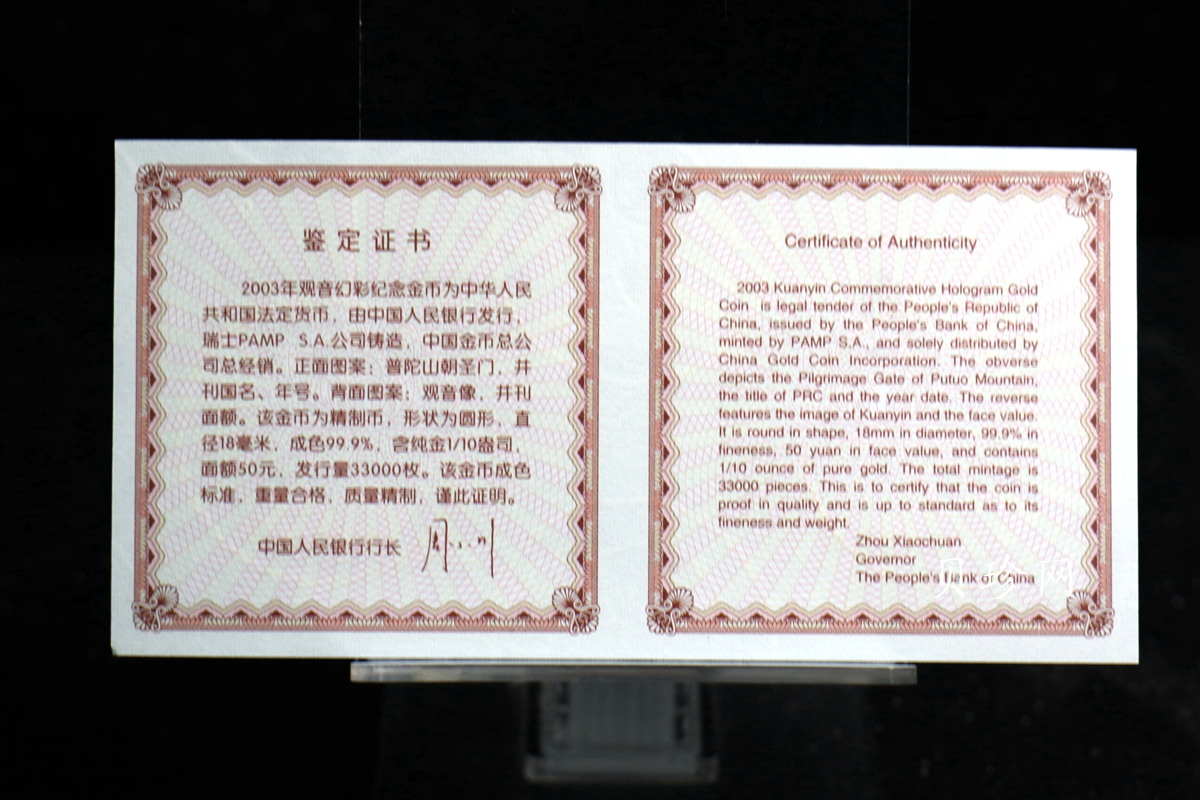 鉴定证书
2003年观音幻彩纪念金币为中华人民
共和国法定货币，由中国人民银行发行，
瑞士PAMP S.A.公司铸造，中国金币总公
司总经销。正面图案：普陀山朝圣门，并
刊国名、年号。背面图案：观音像，并刊
面额。该金币为精制币，形状为圆形，直
径18毫米，成色99.9%，含纯金1/10盎司，
面额50元，发行量33000枚。该金币成色
标准，重量合格，质量精制，谨此证明。
中国人民银行行长 周小川
Certificate of Authenticity
2003 Kuanyin Commemorative Hologram Gold
Coin is legal tender of the People's Republic of
China, issued by the People's Bank of China,
minted by PAMP S.A., and solely distributed by
China Gold Coin Incorporation. The obverse
depicts the Pilgrimage Gate of Putuo Mountain,
the title of PRC and the year date. The reverse
features the image of Kuanyin and the face value.
It is round in shape, 18mm in diameter, 99.9% in
fineness, 50 yuan in face value, and contains
1/10 ounce of pure gold. The total mintage is
33000 pieces. This is to certify that the coin is
proof in quality and is up to standard as to its
fineness and weight.
Zhou Xiaochuan
Governor
The People's Bank of China
贝珍网